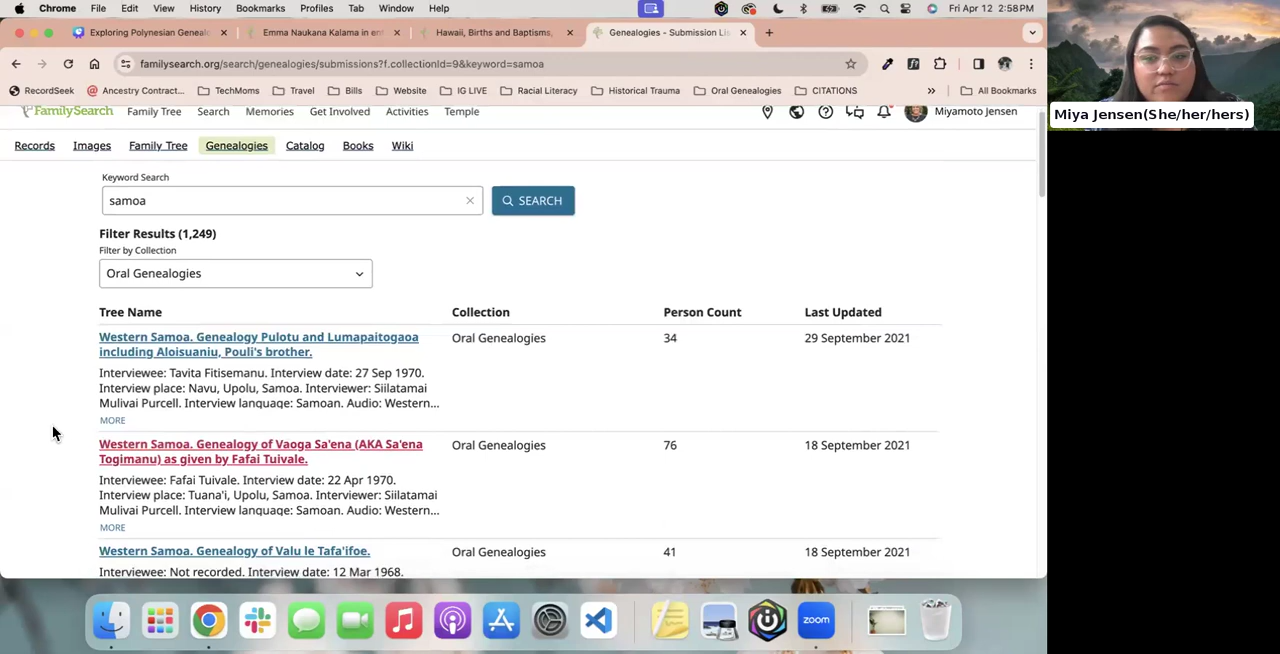 Chrome File Edit View History Bookmarks Profiles Tab Window Help Fri Apr 12 2:58 PM
Exploring Polynesian Geneal Emma Naukana Kalama in en Hawaii, Births and Baptisms, Genealogies - Submission Li
familysearch.org/search/genealogies/submissions?f.collectionId=9&keyword=samoa
RecordSeek Ancestry Contract... TechMoms Travel Bills Website IG LIVE Racial Literacy Historical Trauma Oral Genealogies CITATIONS » All Bookmarks
FamilySearch Family Tree Search Memories Get Involved Activities Temple Miyamoto Jensen
Miya Jensen(She/her/hers)
Records Images Family Tree Genealogies Catalog Books Wiki
Keyword Search
samoa SEARCH
Filter Results (1,249)
Filter by Collection
Oral Genealogies
Tree Name Collection Person Count Last Updated
Western Samoa. Genealogy Pulotu and Lumapaitogaoa Oral Genealogies 34 29 September 2021
including Aloisuaniu, Pouli's brother.
Interviewee: Tavita Fitisemanu. Interview date: 27 Sep 1970.
Interview place: Navu, Upolu, Samoa. Interviewer: Siilatamai
Mulivai Purcell. Interview language: Samoan. Audio: Western...
MORE
Western Samoa. Genealogy of Vaoga Sa'ena (AKA Sa'ena Oral Genealogies 76 18 September 2021
Togimanu) as given by Fafai Tuivale.
Interviewee: Fafai Tuivale. Interview date: 22 Apr 1970.
Interview place: Tuana'i, Upolu, Samoa. Interviewer: Siilatamai
Mulivai Purcell. Interview language: Samoan. Audio: Western...
MORE
Western Samoa. Genealogy of Valu le Tafa'ifoe. Oral Genealogies 41 18 September 2021
Interviewee: Not recorded. Interview date: 12 Mar 1968.
zoom